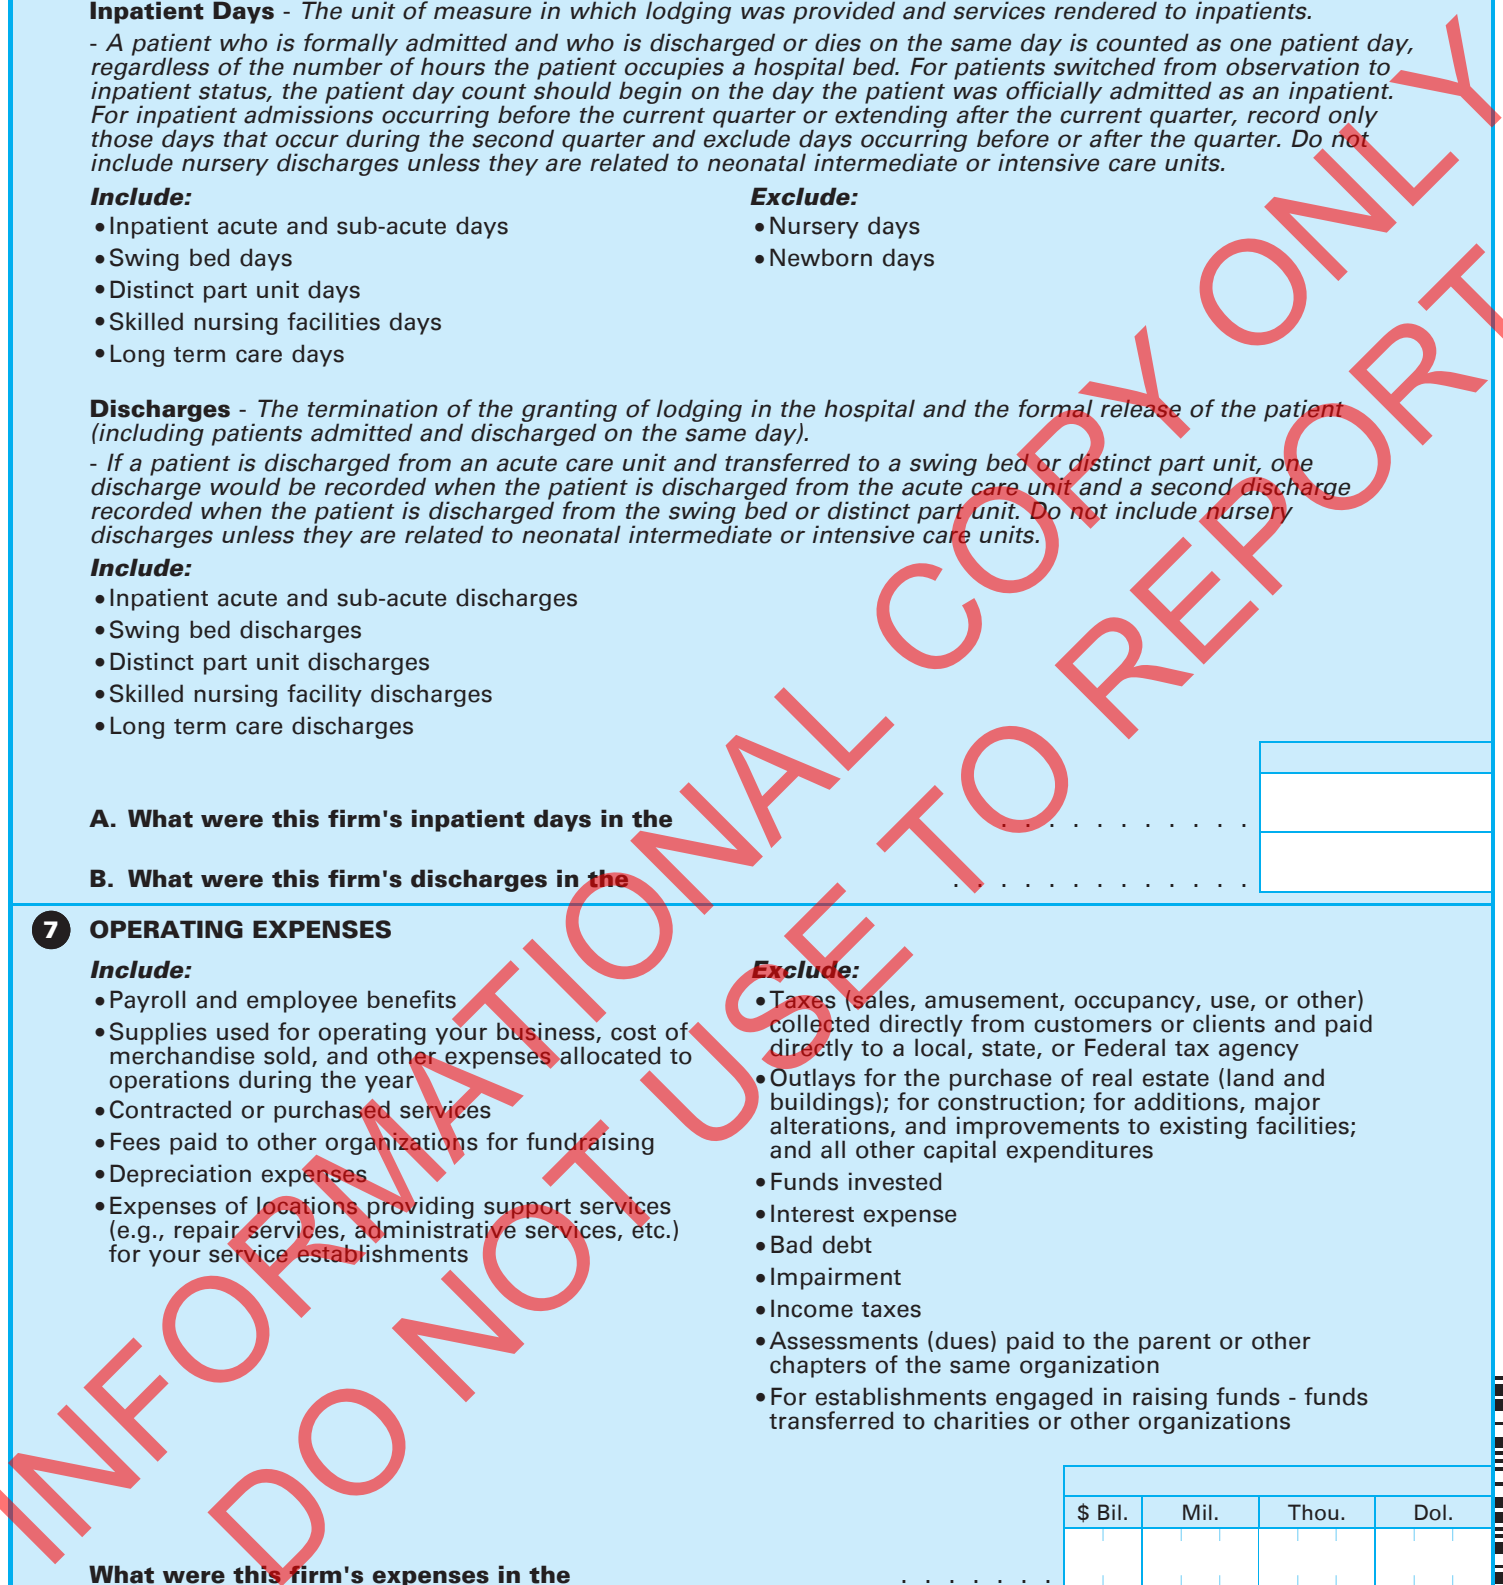 Inpatient Days - The unit of measure in which lodging was provided and services rendered to inpatients.
- A patient who is formally admitted and who is discharged or dies on the same day is counted as one patient day,
regardless of the number of hours the patient occupies a hospital bed. For patients switched from observation to
inpatient status, the patient day count should begin on the day the patient was officially admitted as an inpatient.
For inpatient admissions occurring before the current quarter or extending after the current quarter, record only
those days that occur during the second quarter and exclude days occurring before or after the quarter. Do not
include nursery discharges unless they are related to neonatal intermediate or intensive care units.
Include:
• Inpatient acute and sub-acute days
• Swing bed days
• Distinct part unit days
• Skilled nursing facilities days
• Long term care days
Exclude:
• Nursery days
• Newborn days
Discharges - The termination of the granting of lodging in the hospital and the formal release of the patient
(including patients admitted and discharged on the same day).
- If a patient is discharged from an acute care unit and transferred to a swing bed or distinct part unit, one
discharge would be recorded when the patient is discharged from the acute care unit and a second discharge
recorded when the patient is discharged from the swing bed or distinct part unit. Do not include nursery
discharges unless they are related to neonatal intermediate or intensive care units.
Include:
• Inpatient acute and sub-acute discharges
• Swing bed discharges
• Distinct part unit discharges
• Skilled nursing facility discharges
• Long term care discharges
A. What were this firm's inpatient days in the . . . . . . . . . . .
B. What were this firm's discharges in the . . . . . . . . . . . . .
7 OPERATING EXPENSES
Include:
• Payroll and employee benefits
• Supplies used for operating your business, cost of
merchandise sold, and other expenses allocated to
operations during the year
• Contracted or purchased services
• Fees paid to other organizations for fundraising
• Depreciation expenses
• Expenses of locations providing support services
(e.g., repair services, administrative services, etc.)
for your service establishments
Exclude:
• Taxes (sales, amusement, occupancy, use, or other)
collected directly from customers or clients and paid
directly to a local, state, or Federal tax agency
• Outlays for the purchase of real estate (land and
buildings); for construction; for additions, major
alterations, and improvements to existing facilities;
and all other capital expenditures
• Funds invested
• Interest expense
• Bad debt
• Impairment
• Income taxes
• Assessments (dues) paid to the parent or other
chapters of the same organization
• For establishments engaged in raising funds - funds
transferred to charities or other organizations
$ Bil. Mil. Thou. Dol.
What were this firm's expenses in the . . . . . . .
INFORMATIONAL COPY ONLY
DO NOT USE TO REPORT